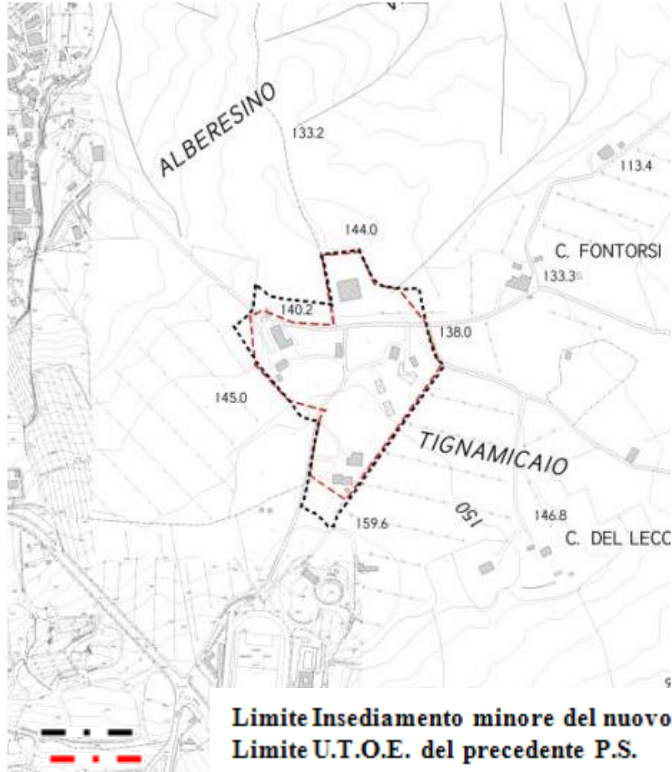 ALBERESINO
133.2
113.4
144.0
C. FONTORSI
133.3
140.2
138.0
145.0
TIGNAMICAIO
150
146.8
159.6
C. DEL LECC
9
Limite Insediamento minore del nuovo
Limite U.T.O.E. del precedente P.S.